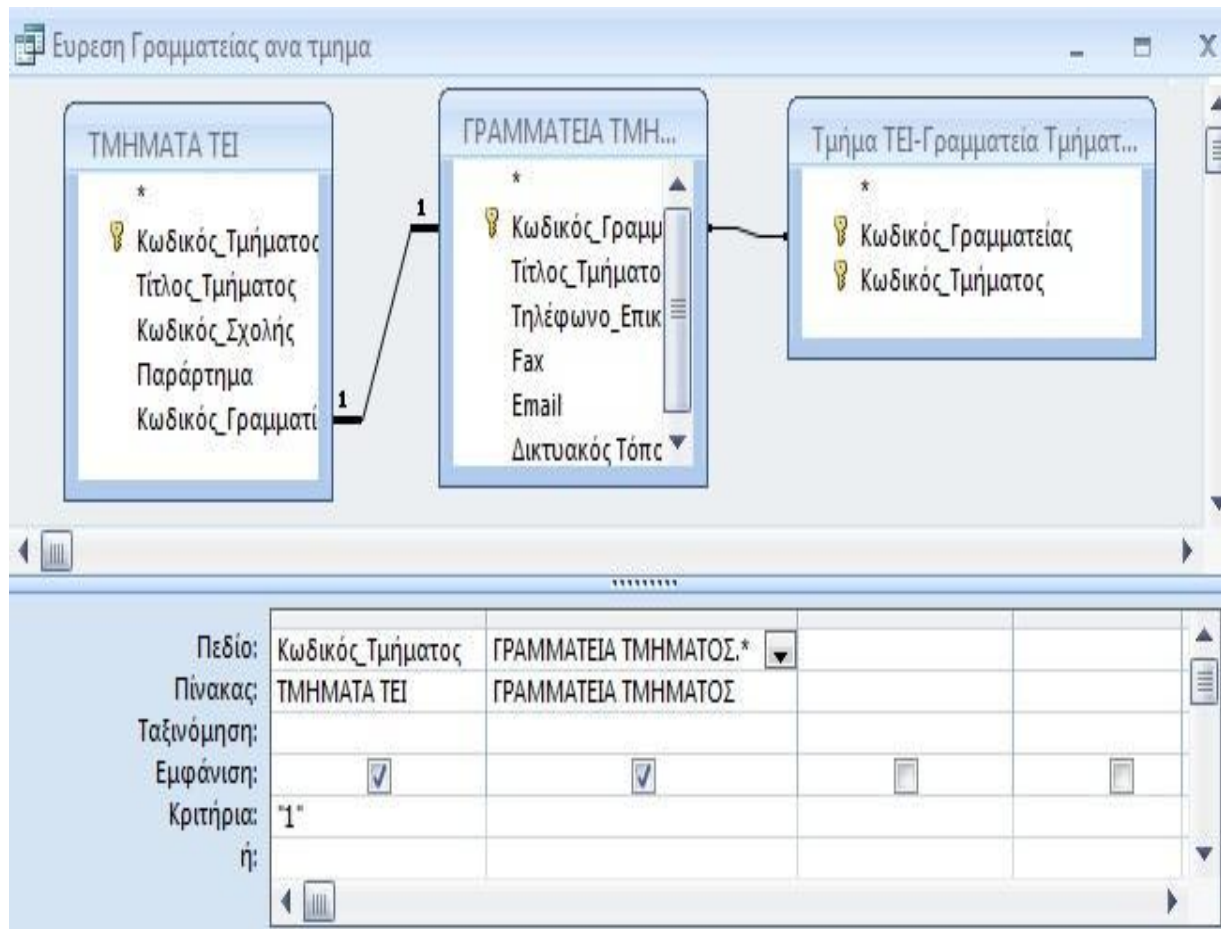 Ευρεση Γραμματείας ανα τμημα
ΤΜΗΜΑΤΑ ΤΕΙ
*
Κωδικός_Τμήματος
Τίτλος_Τμήματος
Κωδικός_Σχολής
Παράρτημα
Κωδικός_Γραμματί
1
1
ΓΡΑΜΜΑΤΕΙΑ ΤΜΗ...
*
Κωδικός_Γραμμ
Τίτλος_Τμήματο
Τηλέφωνο_Επικ
Fax
Email
Δικτυακός Τόπο
Τμήμα ΤΕΙ-Γραμματεία Τμήματ...
*
Κωδικός_Γραμματείας
Κωδικός_Τμήματος
Πεδίο: Κωδικός_Τμήματος ΓΡΑΜΜΑΤΕΙΑ ΤΜΗΜΑΤΟΣ.*
Πίνακας: ΤΜΗΜΑΤΑ ΤΕΙ ΓΡΑΜΜΑΤΕΙΑ ΤΜΗΜΑΤΟΣ
Ταξινόμηση:
Εμφάνιση:
Κριτήρια: "1"
ή: